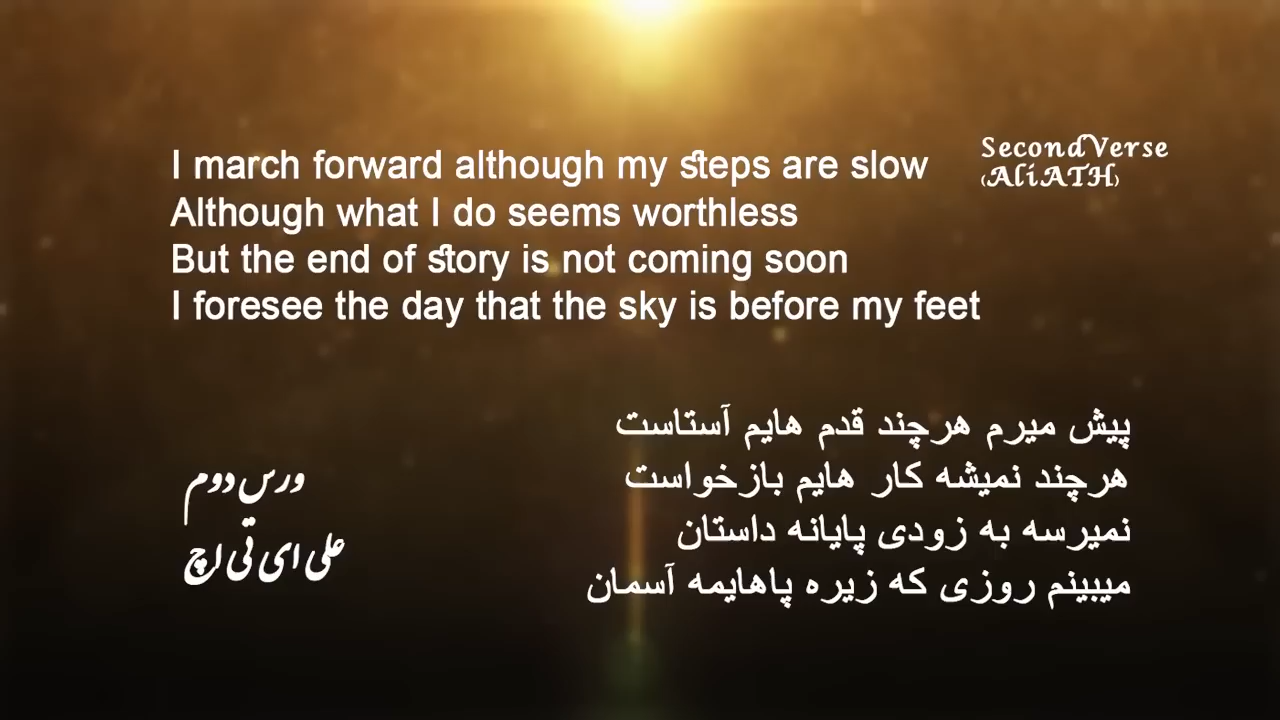 I march forward although my steps are slow
Although what I do seems worthless
But the end of story is not coming soon
I foresee the day that the sky is before my feet
SecondVerse
(AliATH)
پیش میرم هرچند قدم هایم آستاست
هرچند نمیشه کار هایم بازخواست
نمیرسه به زودی پایانه داستان
میبینم روزی که زیره پاهایمه آسمان
ورس دوم
علی ای تی اچ